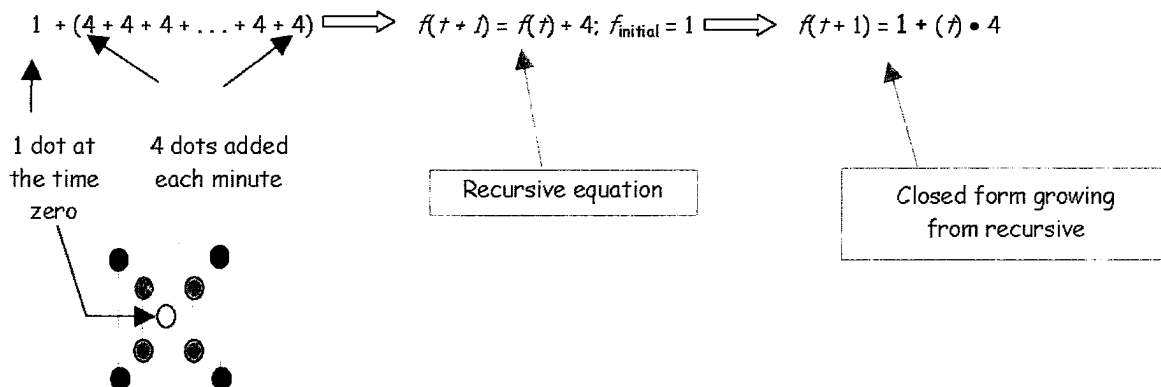 1 + (4 + 4 + 4 + . . . + 4 + 4)
f(t + 1) = f(t) + 4; f initial = 1
f(t + 1) = 1 + (t) • 4
1 dot at
the time
zero
4 dots added
each minute
Recursive equation
Closed form growing
from recursive